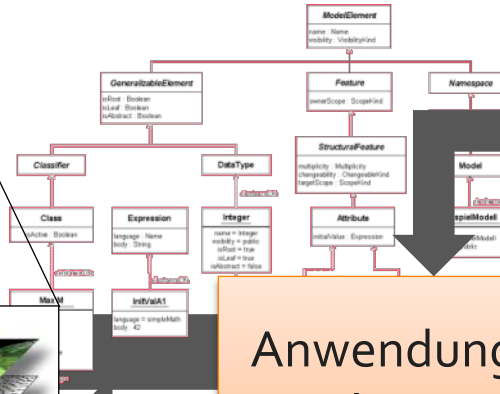 ModelElement
name : Name
visibility : VisibilityKind
GeneralizableElement
isRoot : Boolean
isLeaf : Boolean
isAbstract : Boolean
Feature
ownerScope : ScopeKind
Namespace
Classifier
DataType
StructuralFeature
multiplicity : Multiplicity
changeability : ChangeableKind
targetScope : ScopeKind
Model
Class
isActive : Boolean
Expression
language : Name
body : String
Integer
name = Integer
visibility = public
isRoot = true
isLeaf = true
isAbstract = false
Attribute
initialValue : Expression
spielModell
InitValA1
language = simpleMath
body : 42
Anwendung